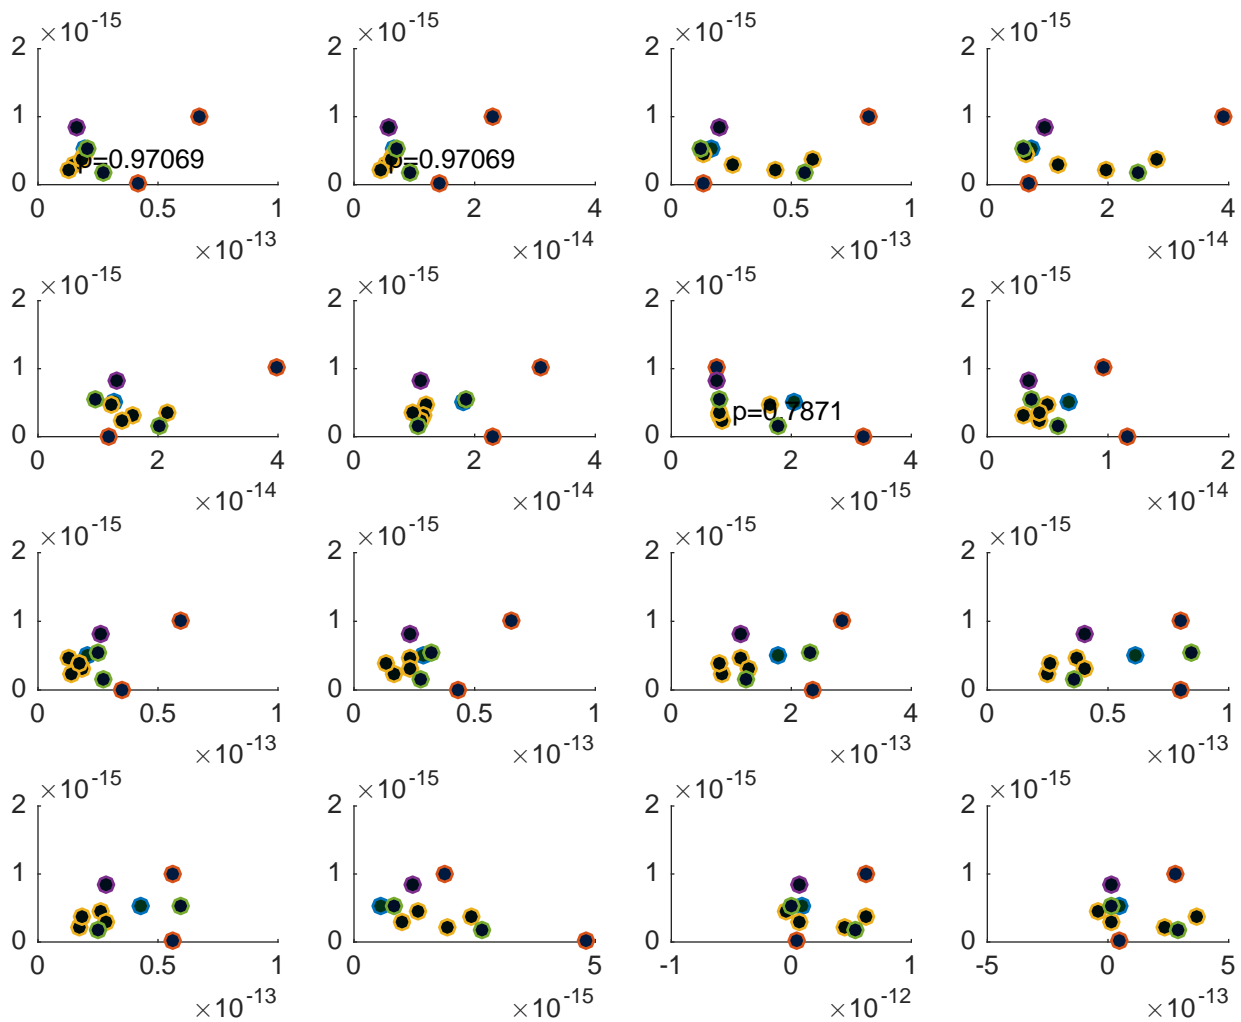 ×10-15 ×10-15 ×10-15 ×10-15
2 2 2 2
1 1 1 1
p=0.97069 p=0.97069
0 0 0 0
0 0.5 1 0 2 4 0 0.5 1 0 2 4
×10-13 ×10-14 ×10-13 ×10-14
×10-15 ×10-15 ×10-15 ×10-15
2 2 2 2
1 1 1 1
p=0.7871
0 0 0 0
0 2 4 0 2 4 0 2 4 0 1 2
×10-14 ×10-14 ×10-15 ×10-14
×10-15 ×10-15 ×10-15 ×10-15
2 2 2 2
1 1 1 1
0 0 0 0
0 0.5 1 0 0.5 1 0 2 4 0 0.5 1
×10-13 ×10-13 ×10-13 ×10-13
×10-15 ×10-15 ×10-15 ×10-15
2 2 2 2
1 1 1 1
0 0 0 0
0 0.5 1 0 5 -1 0 1 -5 0 5
×10-13 ×10-15 ×10-12 ×10-13